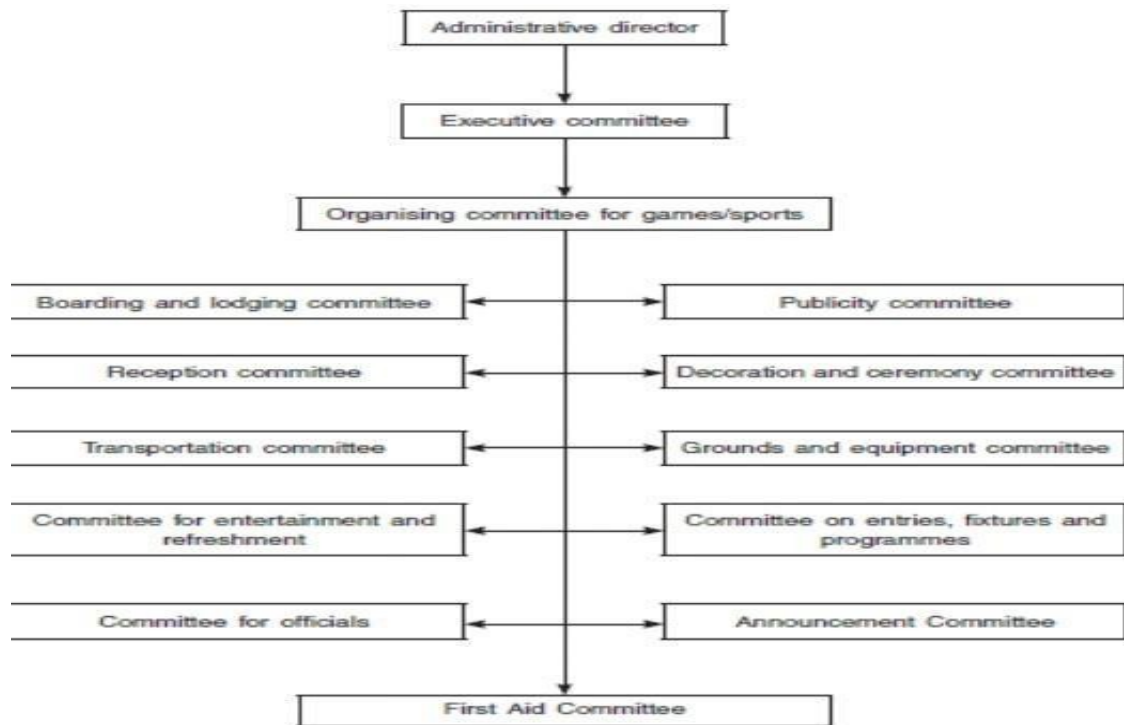 Administrative director
Executive committee
Organising committee for games/sports
Boarding and lodging committee
Publicity committee
Reception committee
Decoration and ceremony committee
Transportation committee
Grounds and equipment committee
Committee for entertainment and
refreshment
Committee on entries, fixtures and
programmes
Committee for officials
Announcement Committee
First Aid Committee